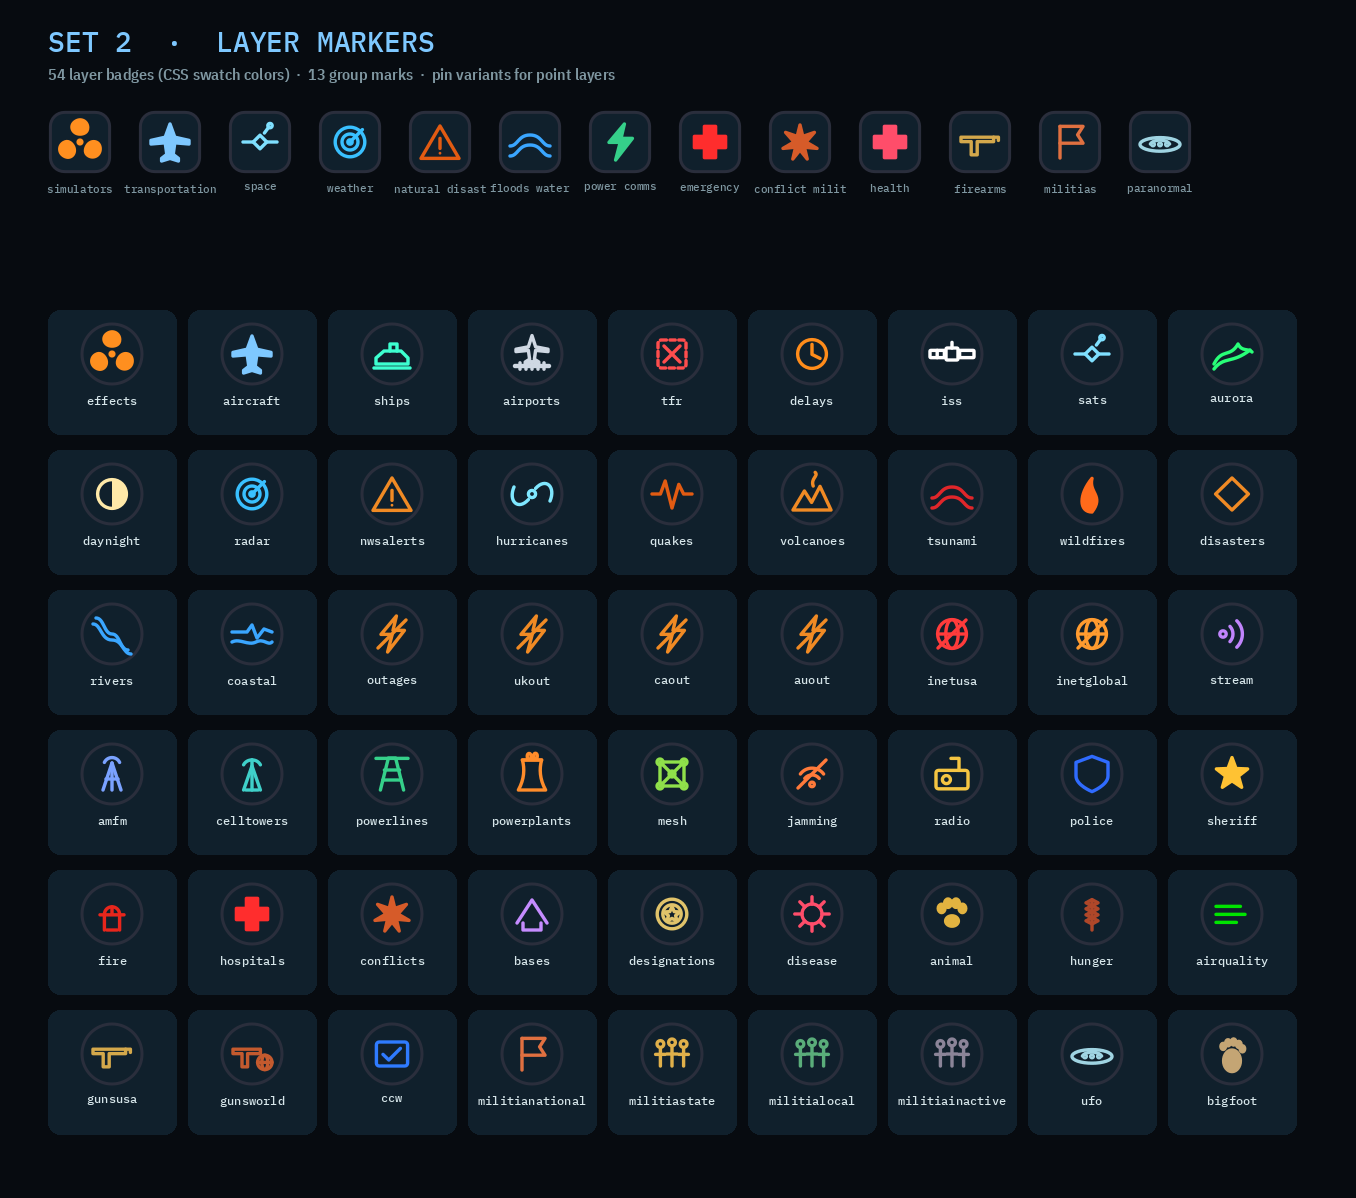 SET 2 · LAYER MARKERS
54 layer badges (CSS swatch colors) · 13 group marks · pin variants for point layers
simulators transportation space weather natural disast floods water power comms emergency conflict milit health firearms militias paranormal
effects aircraft ships airports tfr delays iss sats aurora
daynight radar nwsalerts hurricanes quakes volcanoes tsunami wildfires disasters
rivers coastal outages ukout caout auout inetusa inetglobal stream
amfm celltowers powerlines powerplants mesh jamming radio police sheriff
fire hospitals conflicts bases designations disease animal hunger airquality
gunsusa gunsworld ccw militianational militiastate militialocal militiainactive ufo bigfoot